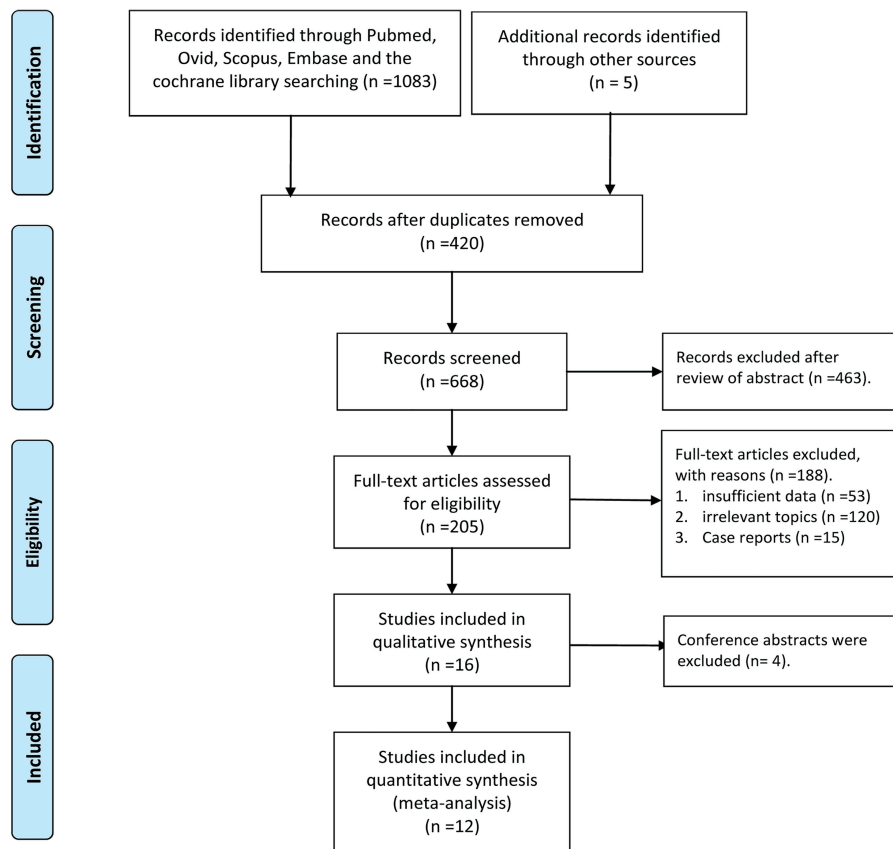 Identification
Records identified through Pubmed,
Ovid, Scopus, Embase and the
cochrane library searching (n =1083)
Additional records identified
through other sources
(n = 5)
Records after duplicates removed
(n =420)
Screening
Records screened
(n =668)
Records excluded after
review of abstract (n =463).
Eligibility
Full-text articles assessed
for eligibility
(n =205)
Full-text articles excluded,
with reasons (n =188).
1. insufficient data (n =53)
2. irrelevant topics (n =120)
3. Case reports (n =15)
Studies included in
qualitative synthesis
(n =16)
Conference abstracts were
excluded (n= 4).
Included
Studies included in
quantitative synthesis
(meta-analysis)
(n =12)